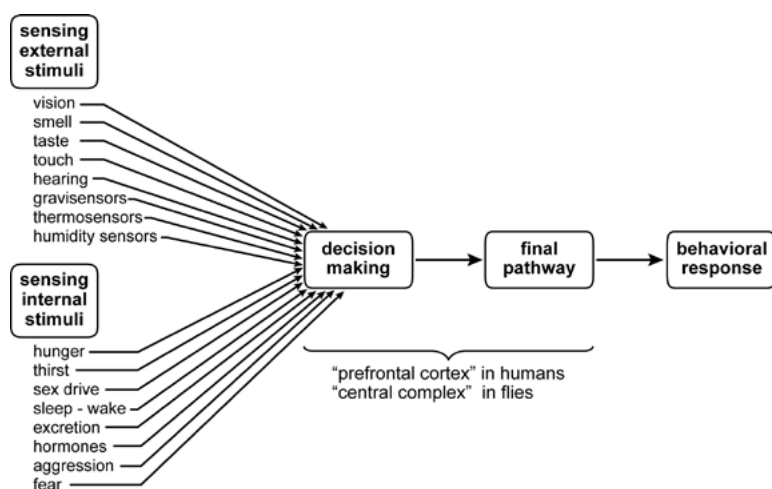 sensing
external
stimuli
vision
smell
taste
touch
hearing
gravisensors
thermosensors
humidity sensors
sensing
internal
stimuli
hunger
thirst
sex drive
sleep - wake
excretion
hormones
aggression
fear
decision
making
final
pathway
behavioral
response
“prefrontal cortex” in humans
“central complex” in flies